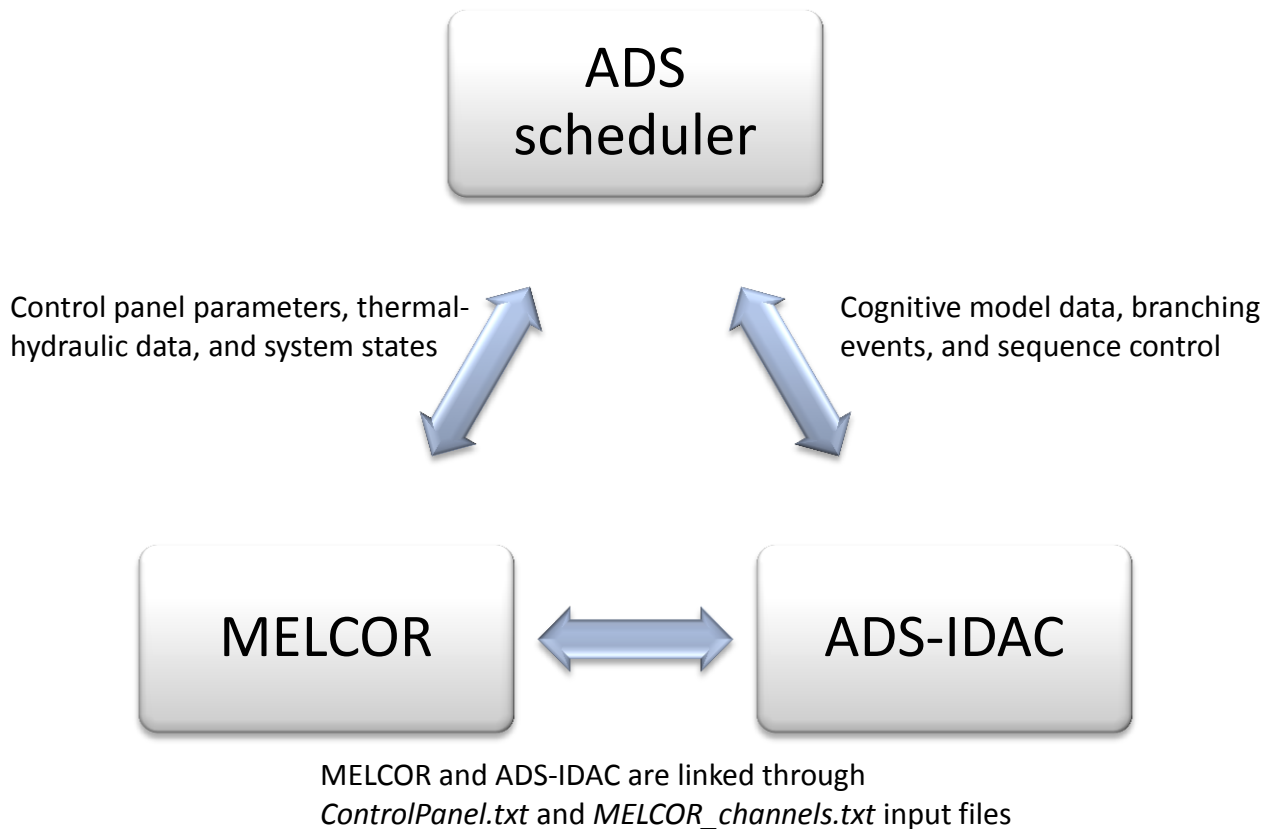 ADS
scheduler
Control panel parameters, thermal-
hydraulic data, and system states
Cognitive model data, branching
events, and sequence control
MELCOR
ADS-IDAC
MELCOR and ADS-IDAC are linked through
ControlPanel.txt and MELCOR_channels.txt input files